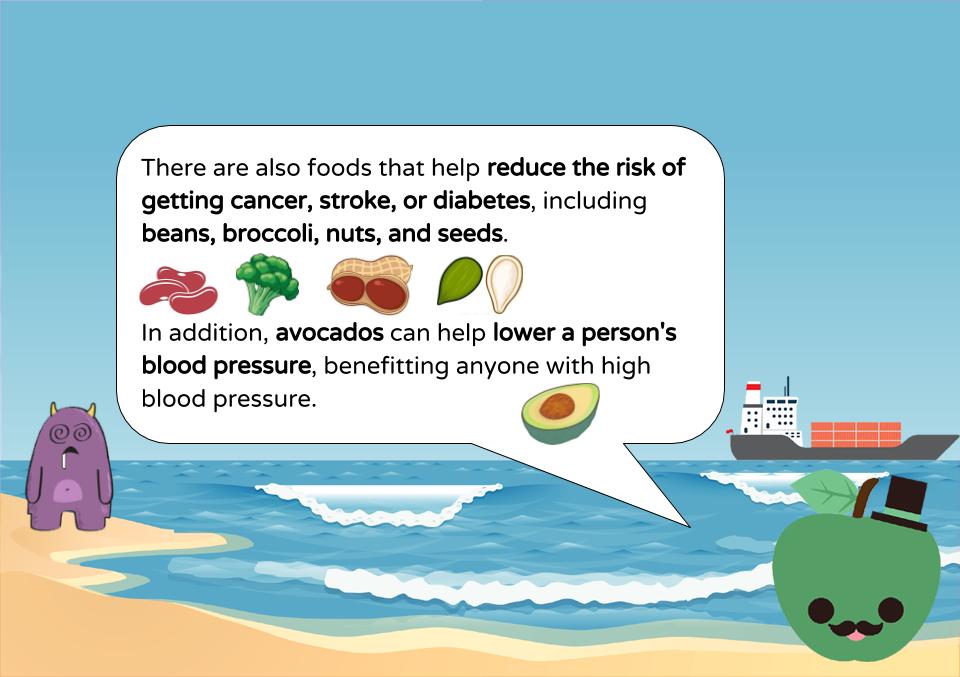 There are also foods that help reduce the risk of
getting cancer, stroke, or diabetes, including
beans, broccoli, nuts, and seeds.
In addition, avocados can help lower a person's
blood pressure, benefitting anyone with high
blood pressure.